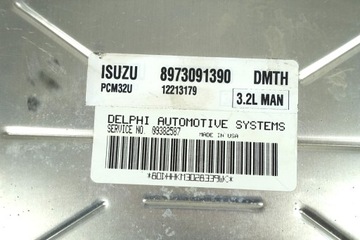 ISUZU 8973091390 DMTH
PCM32U 12213179 3.2L MAN
DELPHI AUTOMOTIVE SYSTEMS
SERVICE NO. 09382587
MADE IN USA